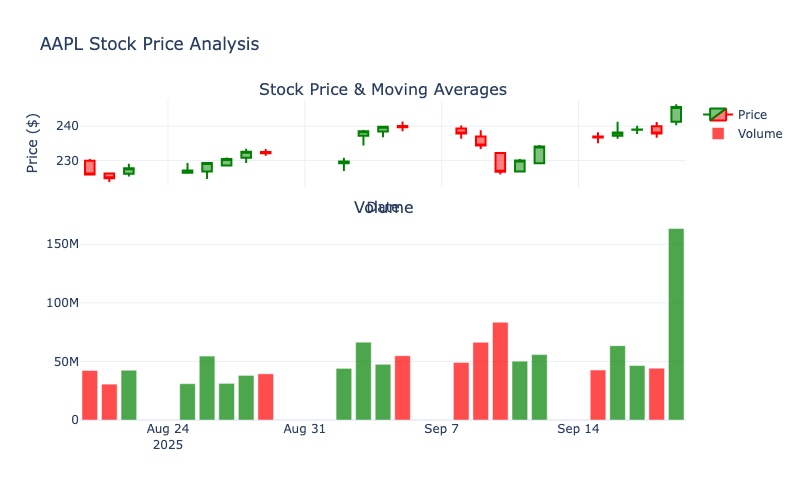 AAPL Stock Price Analysis
Stock Price & Moving Averages
Price ($)
240
230
Price
Volume
Date
Volume
150M
100M
50M
0
Aug 24
2025
Aug 31
Sep 7
Sep 14